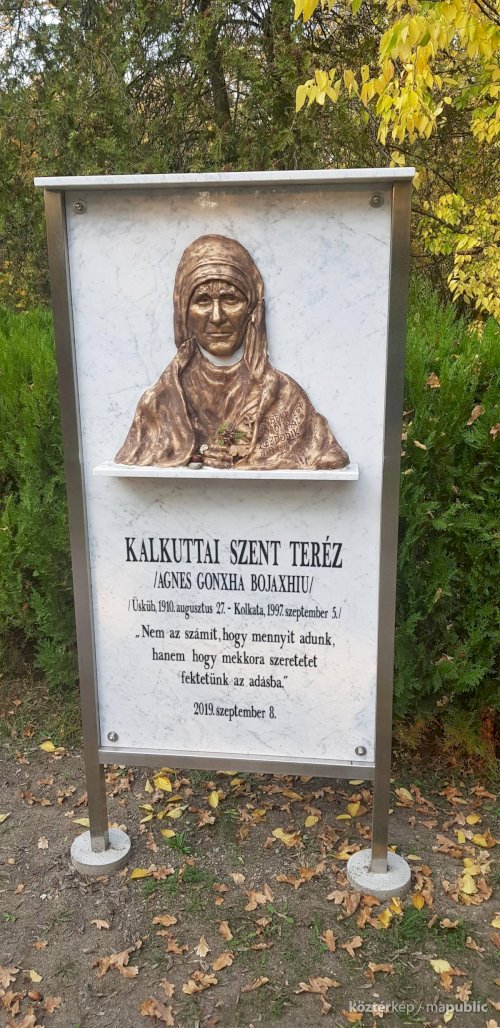 KALKUTTAI SZENT TERÉZ
/AGNES GONXHA BOJAXHIU/
/Üsküb, 1910. augusztus 27. - Kolkata, 1997. szeptember 5./
„Nem az számít, hogy mennyit adunk,
hanem hogy mekkora szeretetet
fektetünk az adásba."
2019. szeptember 8.
köztérkép / mapublic